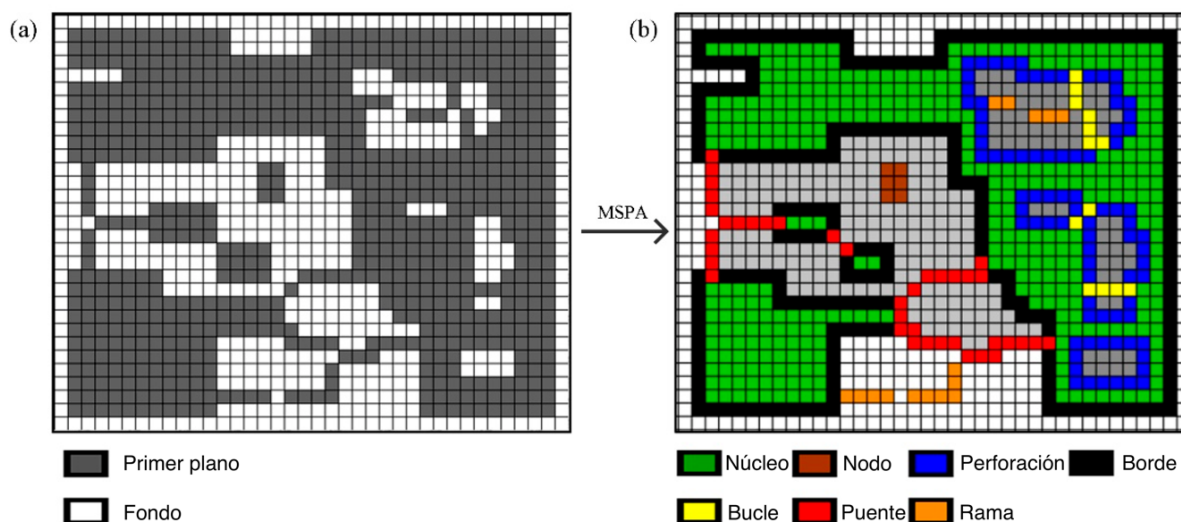 (a)
(b)
MSPA
Primer plano
Fondo
Núcleo Nodo Perforación Borde
Bucle Puente Rama